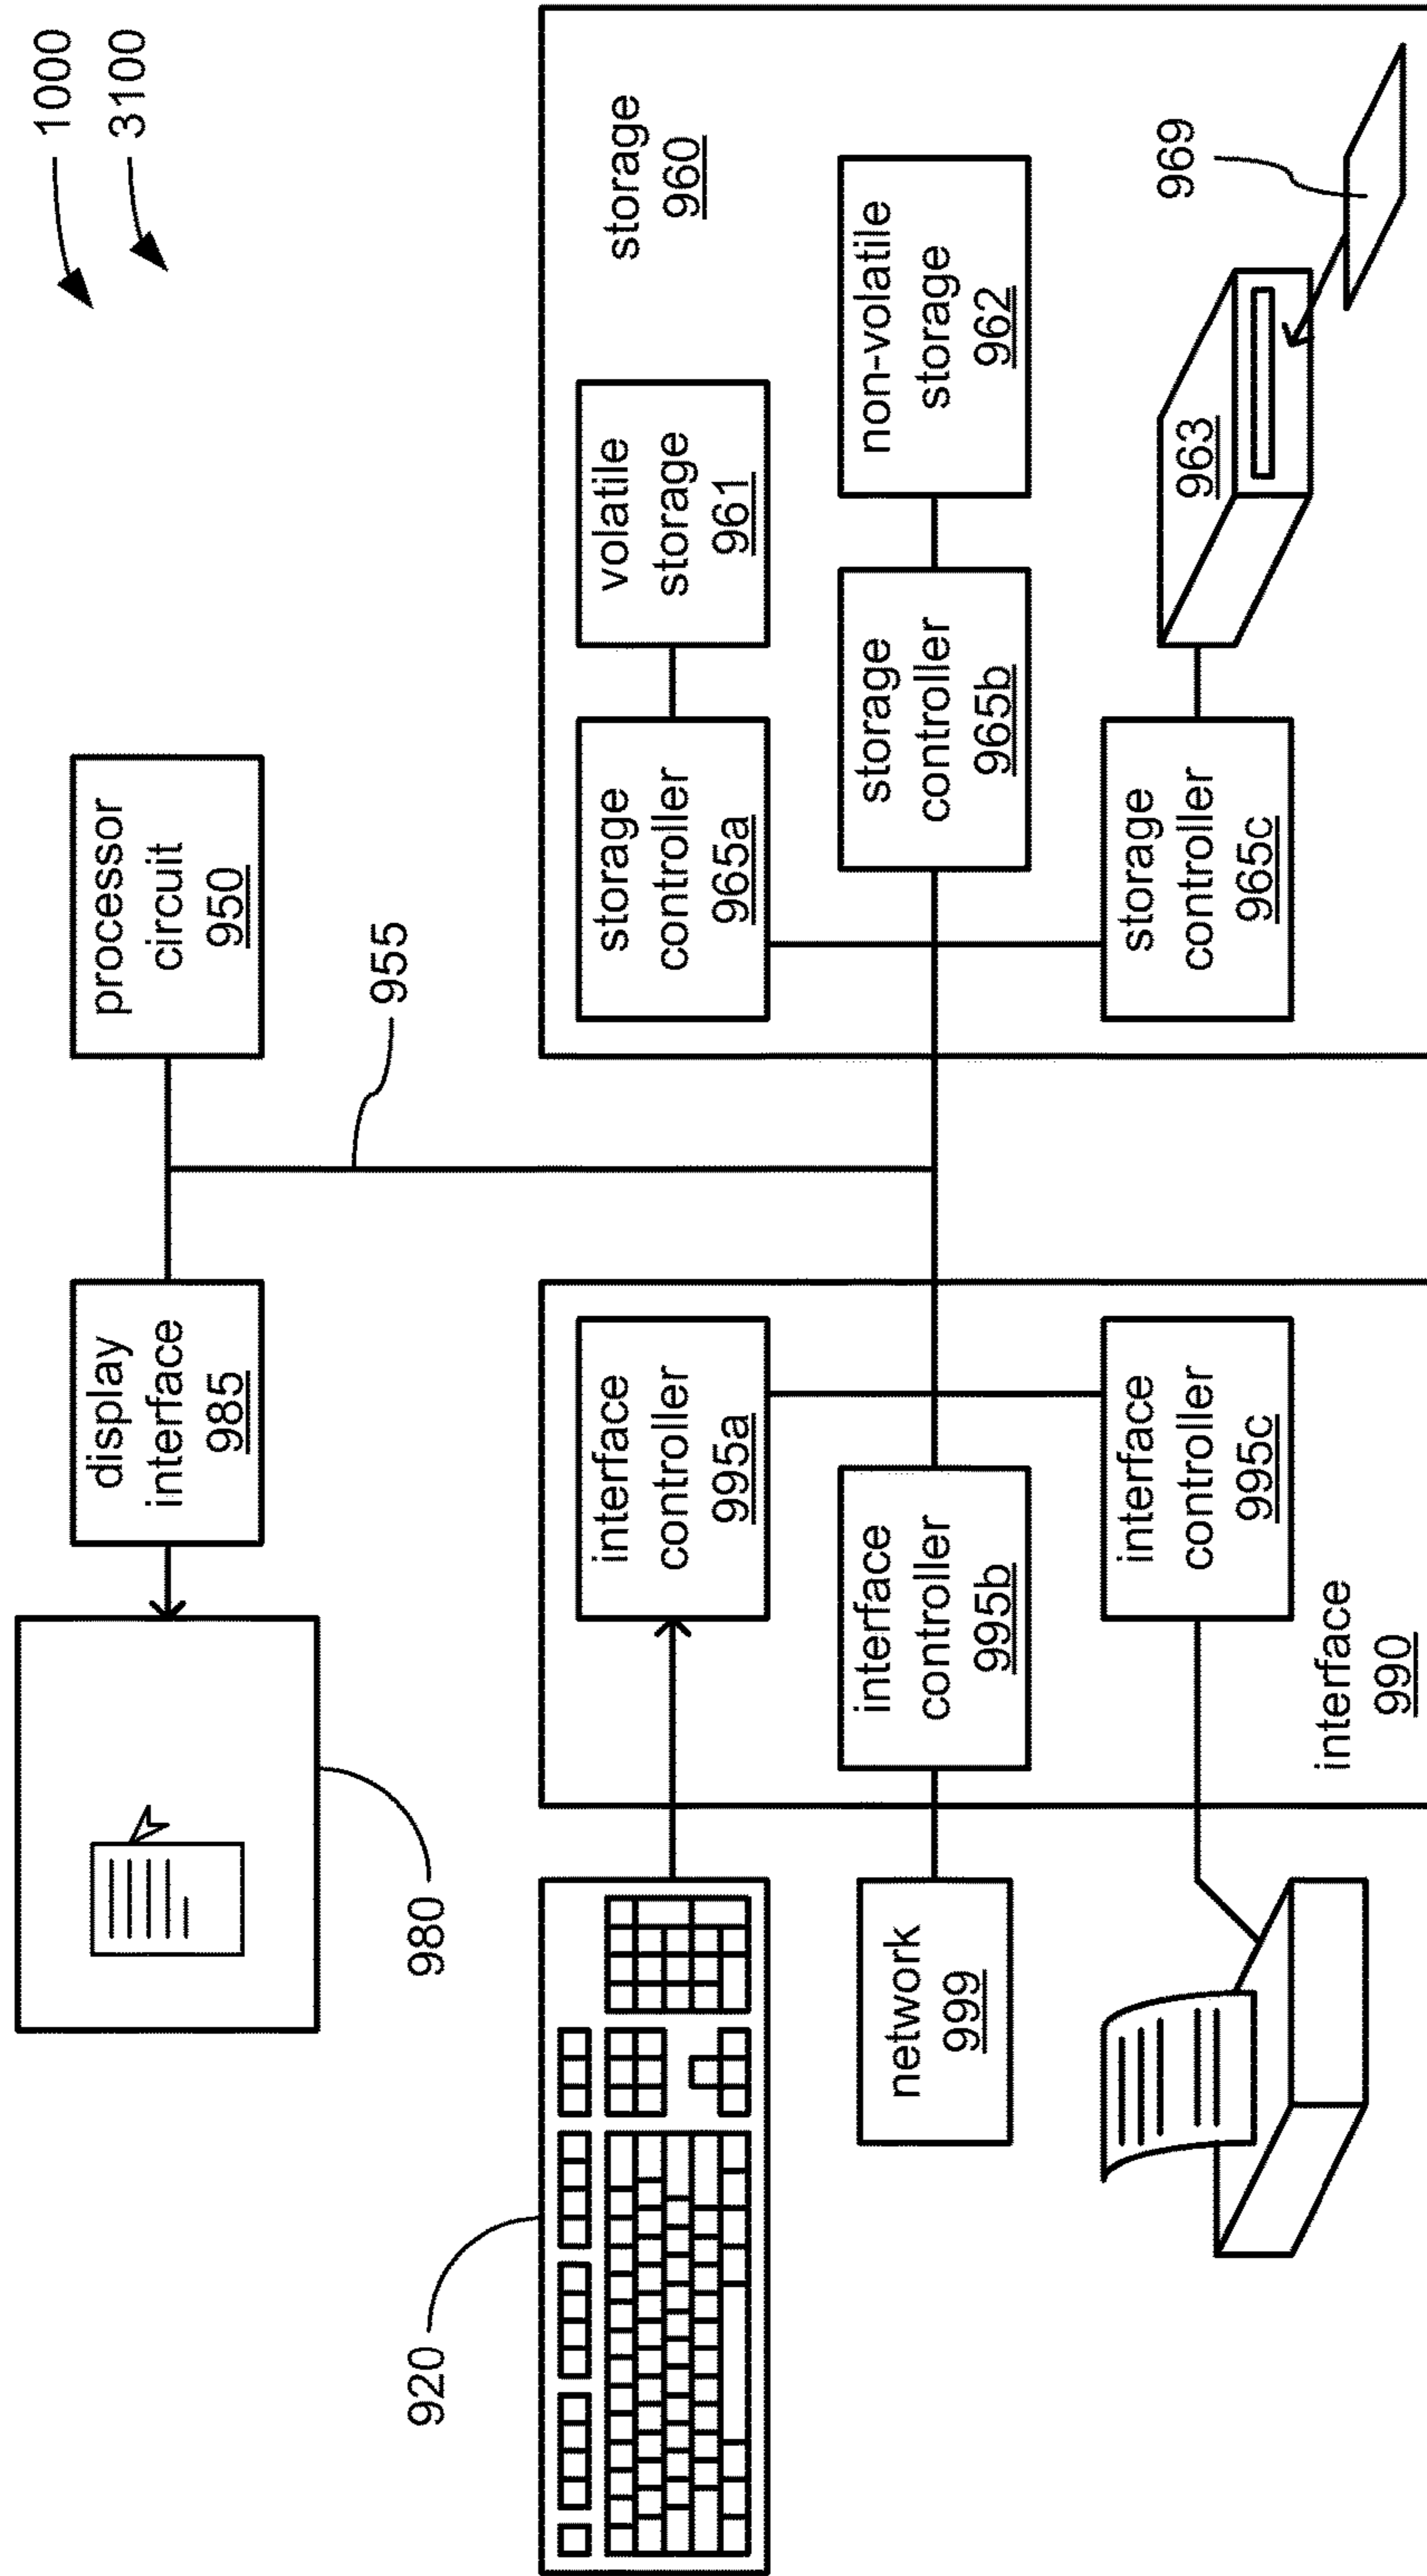 1000
3100
980
display
interface
985
processor
circuit
950
955
920
interface
controller
995a
network
999
interface
controller
995b
interface
controller
995c
interface
990
storage
960
storage
controller
965a
volatile
storage
961
storage
controller
965b
non-volatile
storage
962
storage
controller
965c
963
969